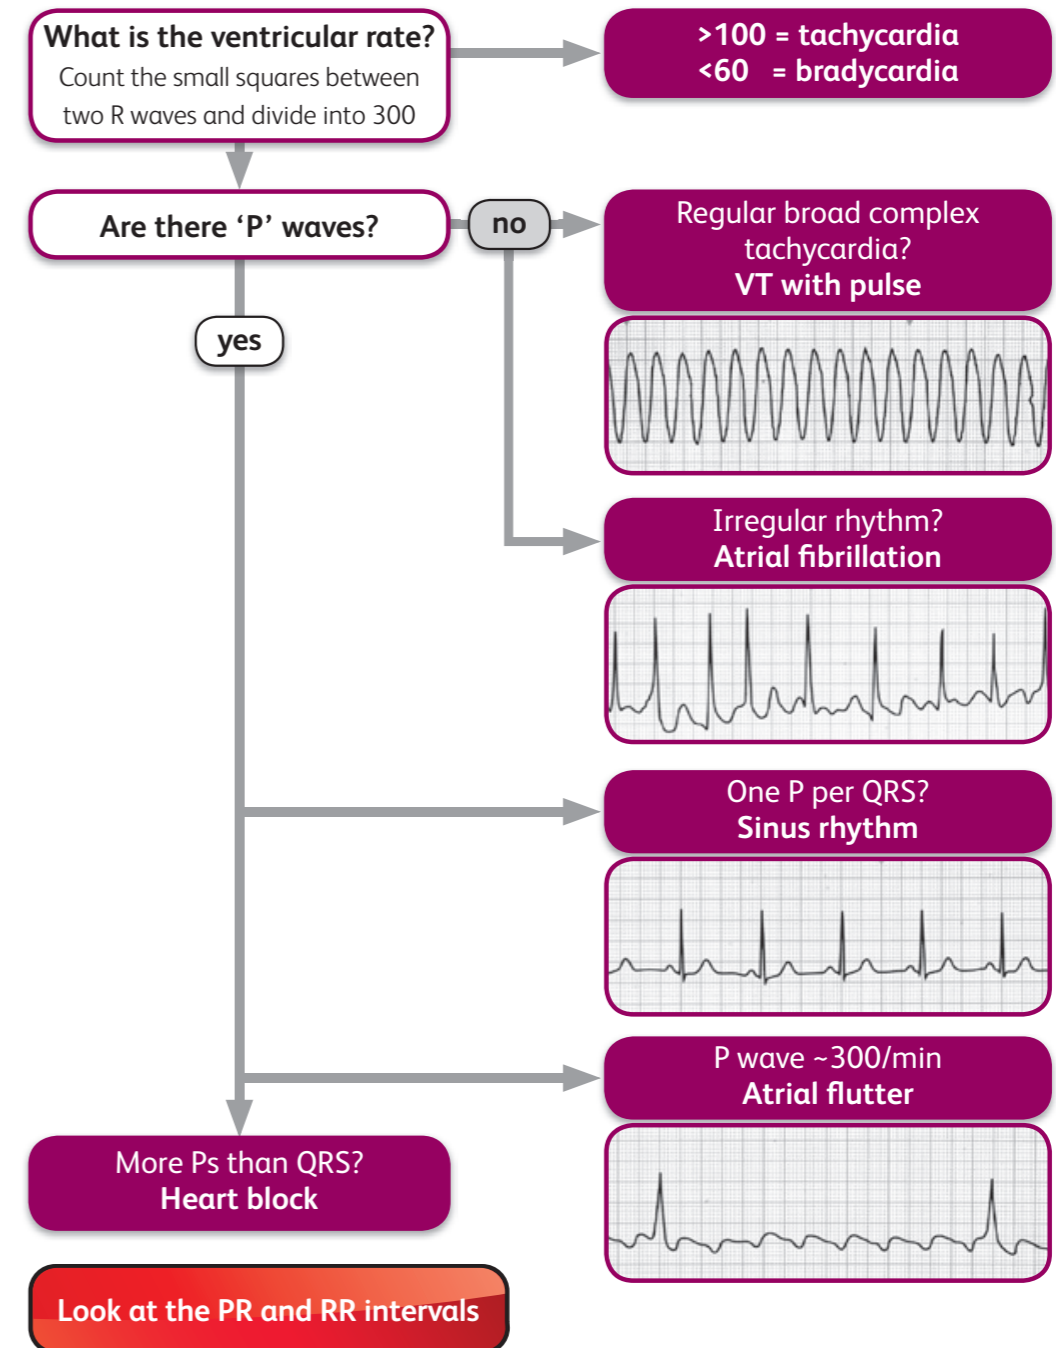 What is the ventricular rate?
Count the small squares between
two R waves and divide into 300
>100 = tachycardia
<60 = bradycardia
Are there ‘P’ waves?
no
Regular broad complex
tachycardia?
VT with pulse
yes
Irregular rhythm?
Atrial fibrillation
One P per QRS?
Sinus rhythm
P wave ~300/min
Atrial flutter
More Ps than QRS?
Heart block
Look at the PR and RR intervals